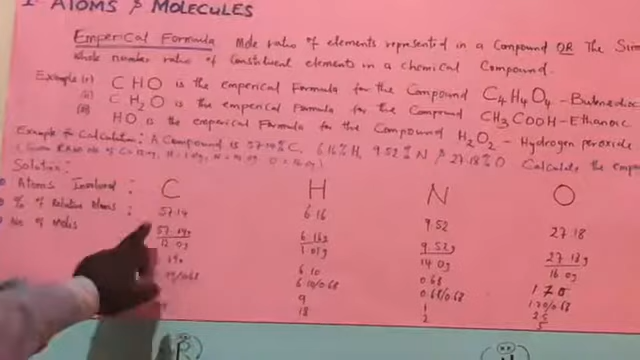 1 ATOMS & MOLECULES
Emperical Formula Mole ratio of elements represented in a Compound OR The Sim
whole number ratio of Constituent elements in a chemical Compound.
Example (i) CHO is the emperical Formula for the Compound C4H4O4 - Butenedioc
(ii) CH2O is the emperical Formula for the Compound CH3COOH - Ethanoic
(iii) HO is the emperical Formula for the Compound H2O2 - Hydrogen peroxide
Example for Calculation: A Compound is 57.14% C, 6.16% H, 9.52% N & 27.18% O Calculate the emp
Solution:
Atoms Involved : C H N O
% of Relative Atoms : 57.14 6.16 9.52 27.18
No of Moles 57.14g 6.16g 9.52g 27.18g
12.0g 1.01g 14.0g 16.0g
6.10 0.68 1.70
6.10/0.68 0.68/0.68 1.70/0.68
9 1 2.5
18 2 5